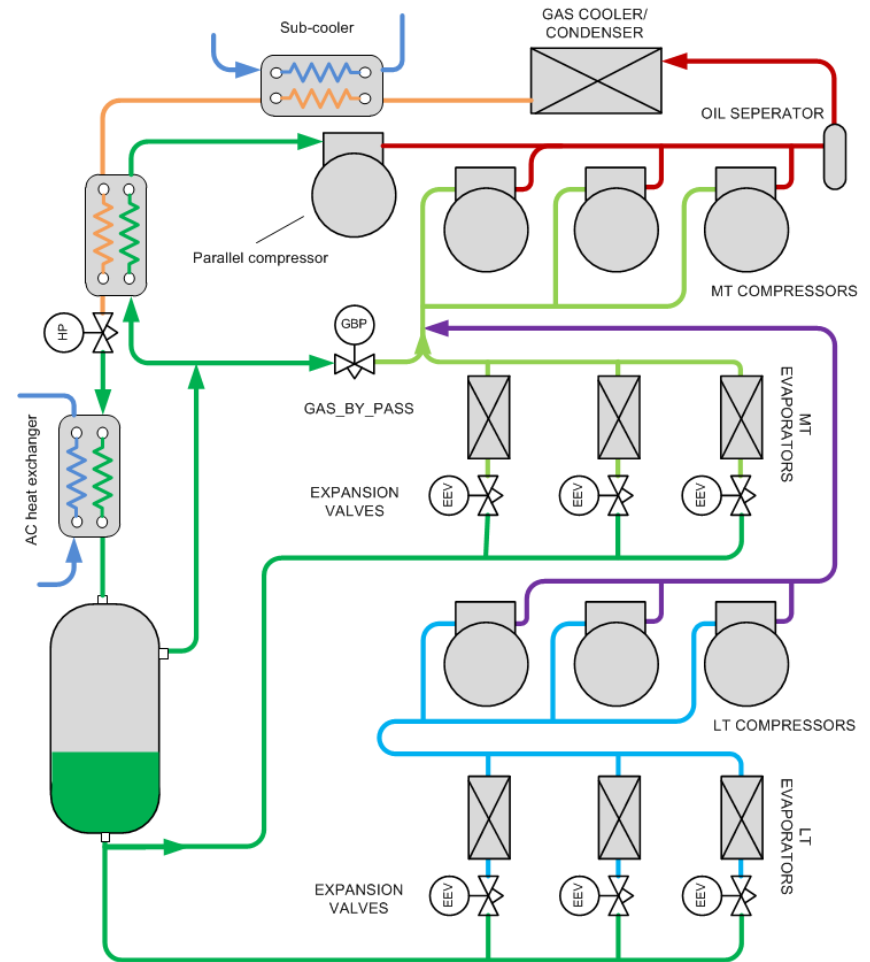 GAS COOLER/
CONDENSER
Sub-cooler
OIL SEPERATOR
Parallel compressor
MT COMPRESSORS
HP
GBP
GAS_BY_PASS
MT
EVAPORATORS
AC heat exchanger
EXPANSION
VALVES
EEV
EEV
EEV
LT COMPRESSORS
LT
EVAPORATORS
EXPANSION
VALVES
EEV
EEV
EEV